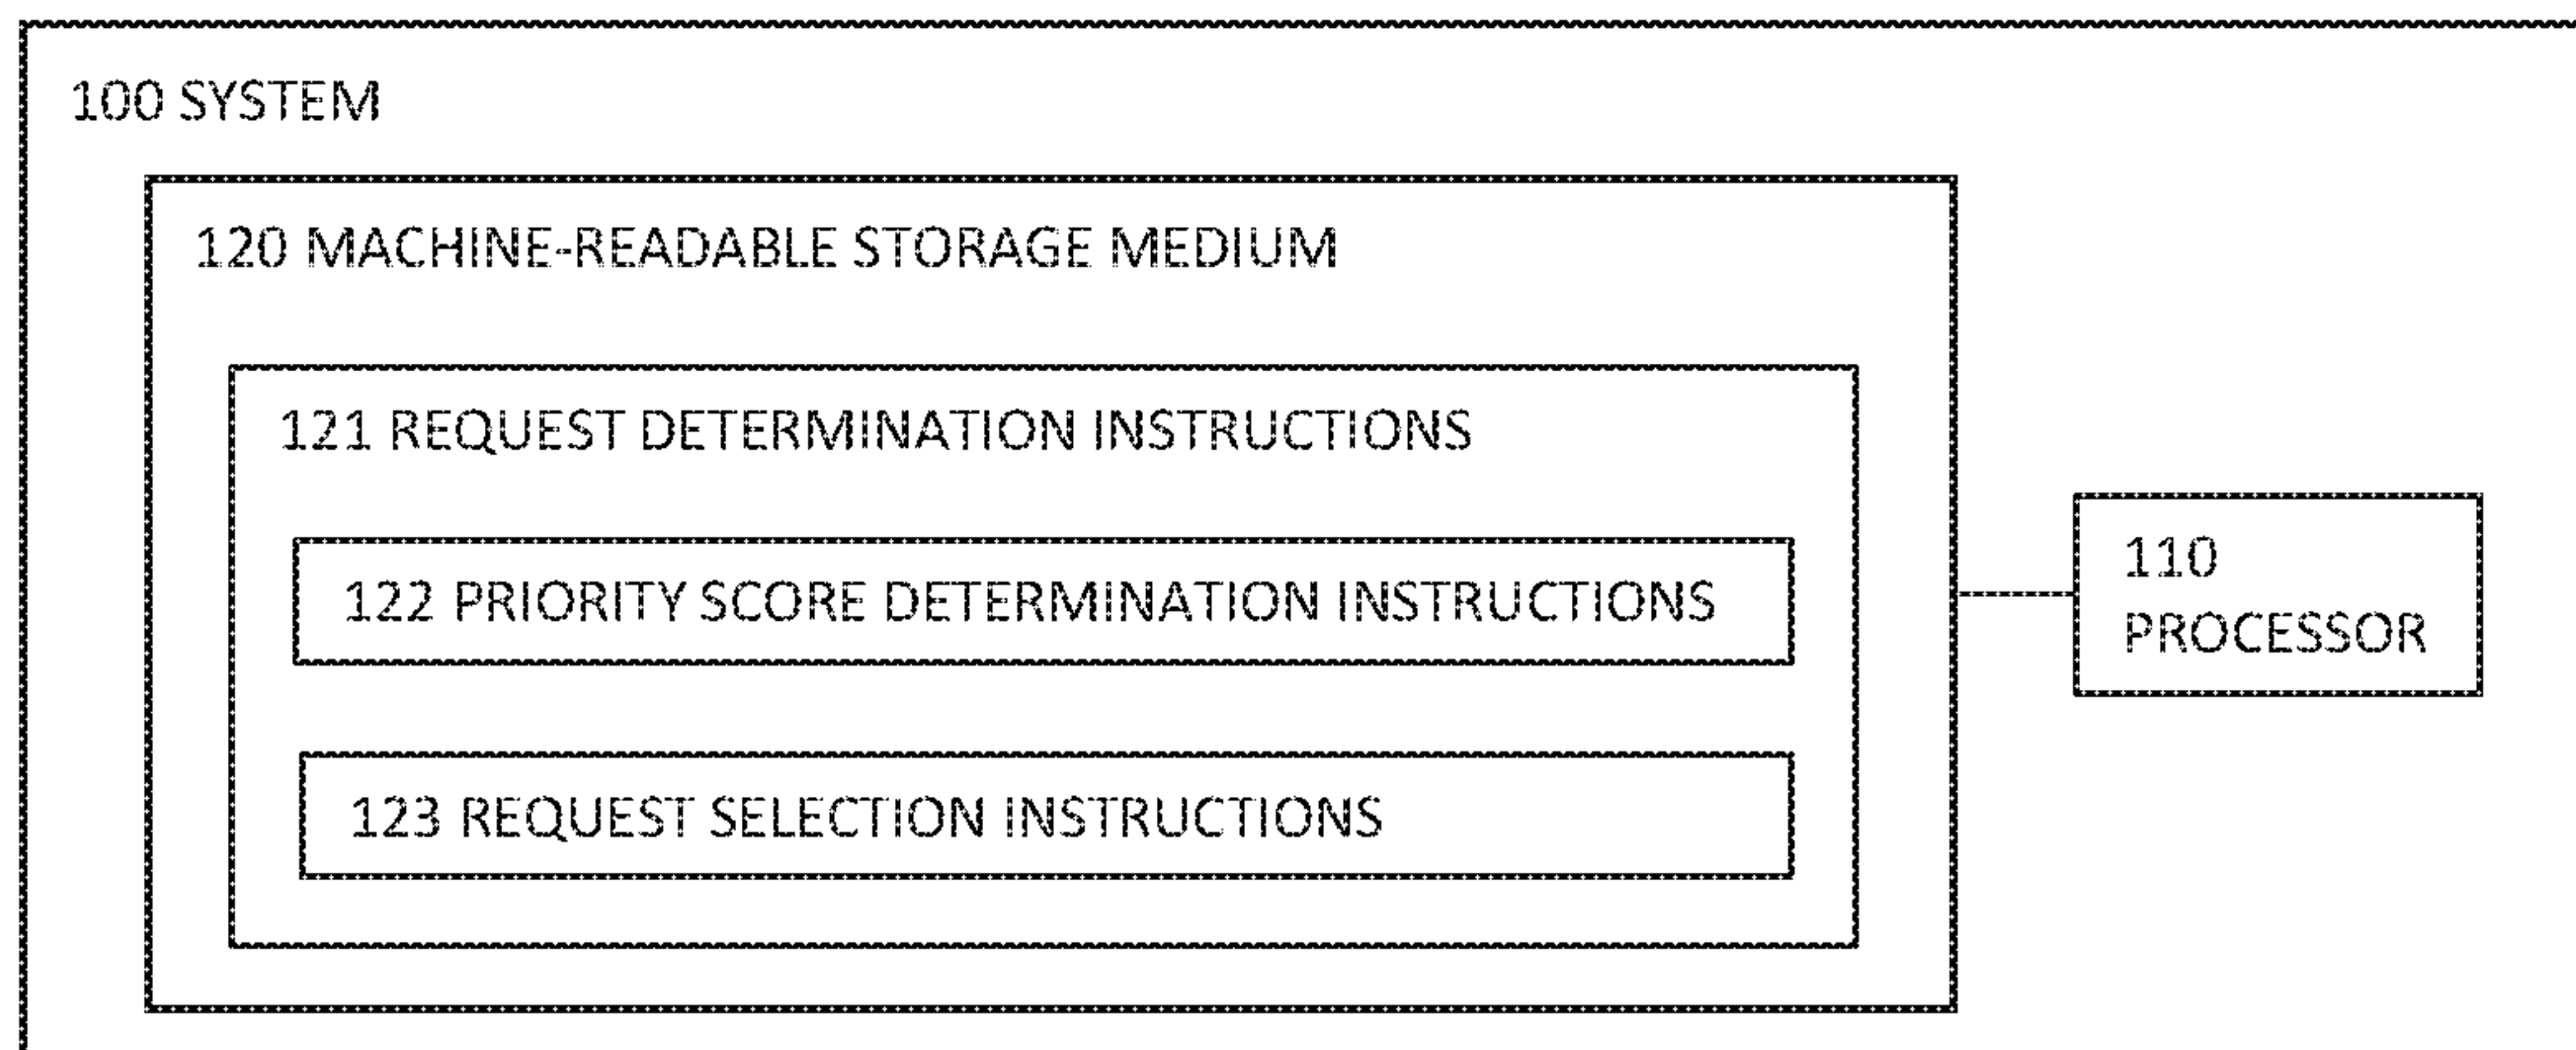 100 SYSTEM
120 MACHINE-READABLE STORAGE MEDIUM
121 REQUEST DETERMINATION INSTRUCTIONS
122 PRIORITY SCORE DETERMINATION INSTRUCTIONS
123 REQUEST SELECTION INSTRUCTIONS
110
PROCESSOR